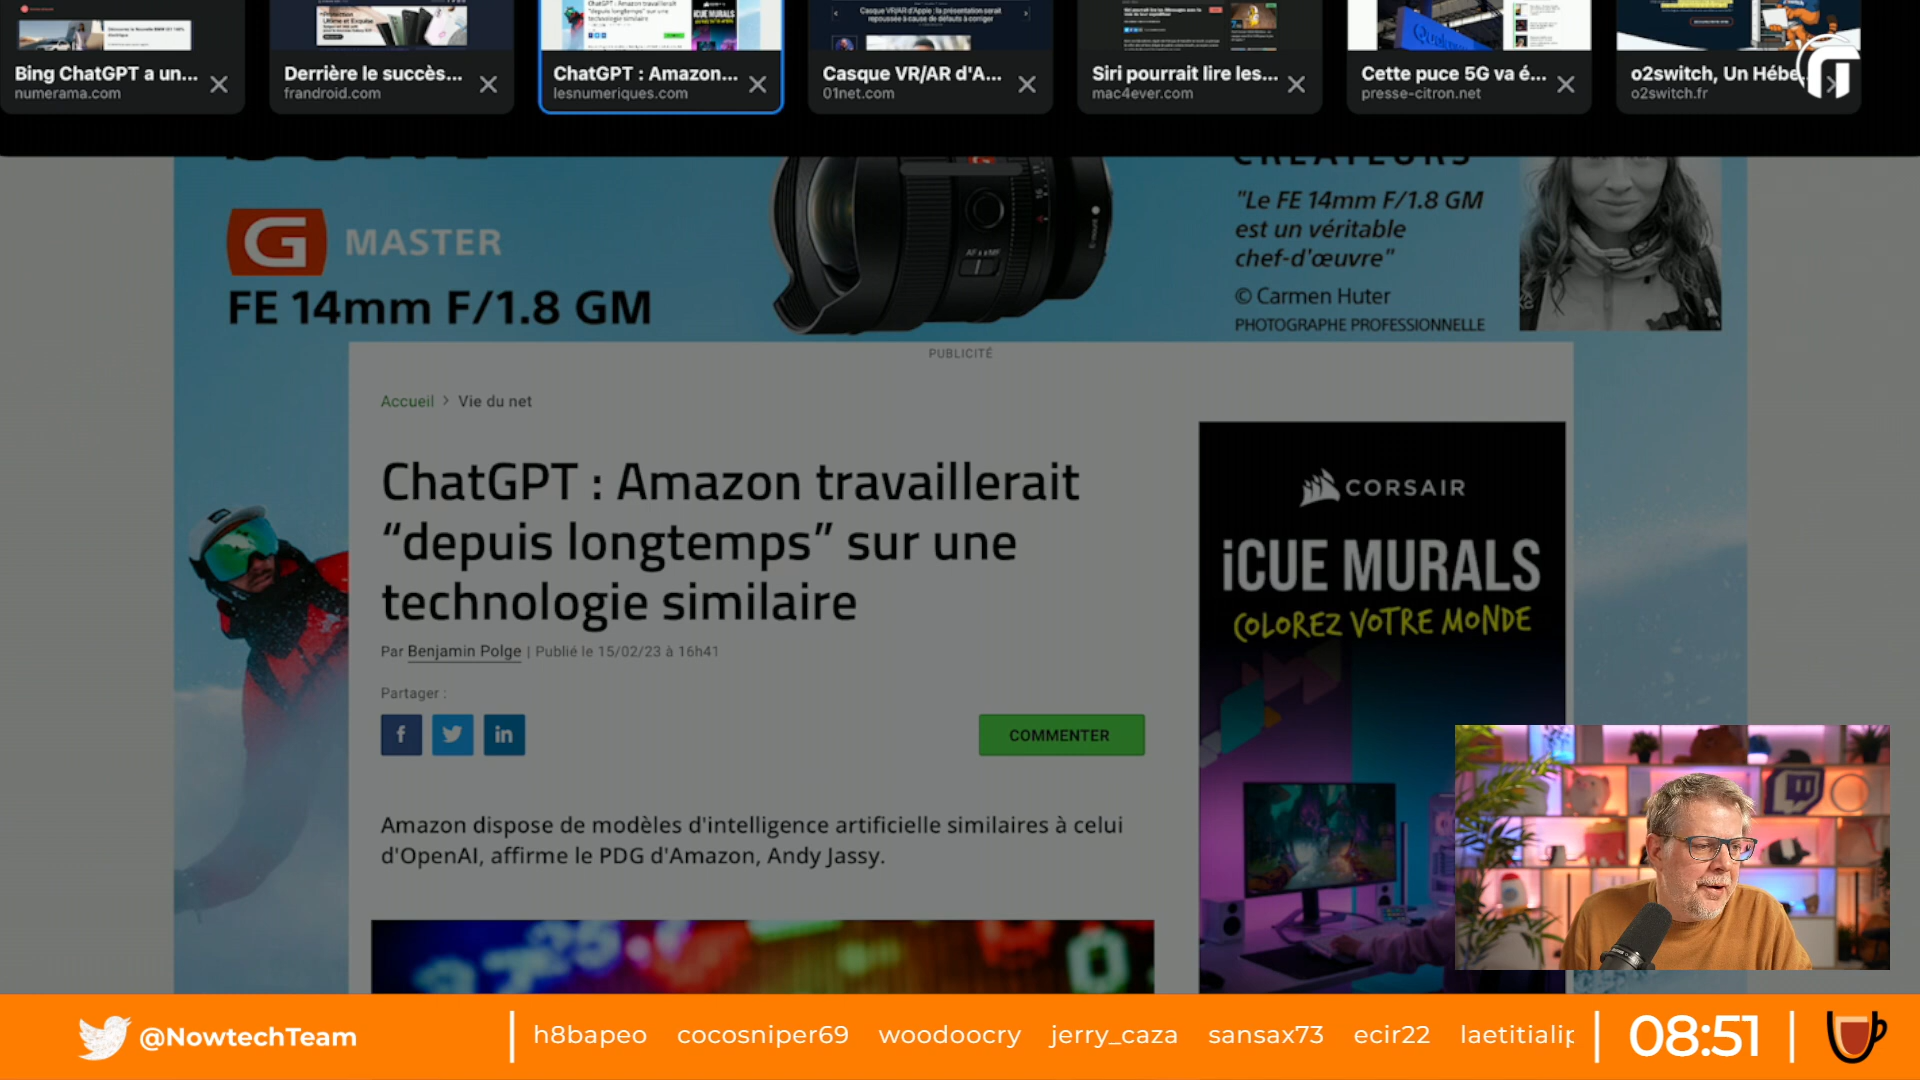 Bing ChatGPT a un...
numerama.com
Derrière le succès...
frandroid.com
ChatGPT : Amazon...
lesnumeriques.com
Casque VR/AR d'A...
01net.com
Siri pourrait lire les...
mac4ever.com
Cette puce 5G va é...
presse-citron.net
o2switch, Un Hébe...
o2switch.fr
G MASTER
FE 14mm F/1.8 GM
CRÉATEURS
"Le FE 14mm F/1.8 GM
est un véritable
chef-d'œuvre"
© Carmen Huter
PHOTOGRAPHE PROFESSIONNELLE
PUBLICITÉ
Accueil > Vie du net
ChatGPT : Amazon travaillerait
“depuis longtemps” sur une
technologie similaire
Par Benjamin Polge | Publié le 15/02/23 à 16h41
Partager :
COMMENTER
Amazon dispose de modèles d'intelligence artificielle similaires à celui
d'OpenAI, affirme le PDG d'Amazon, Andy Jassy.
CORSAIR
iCUE MURALS
COLOREZ VOTRE MONDE
@NowtechTeam
h8bapeo cocosniper69 woodoocry jerry_caza sansax73 ecir22 laetitialip
08:51